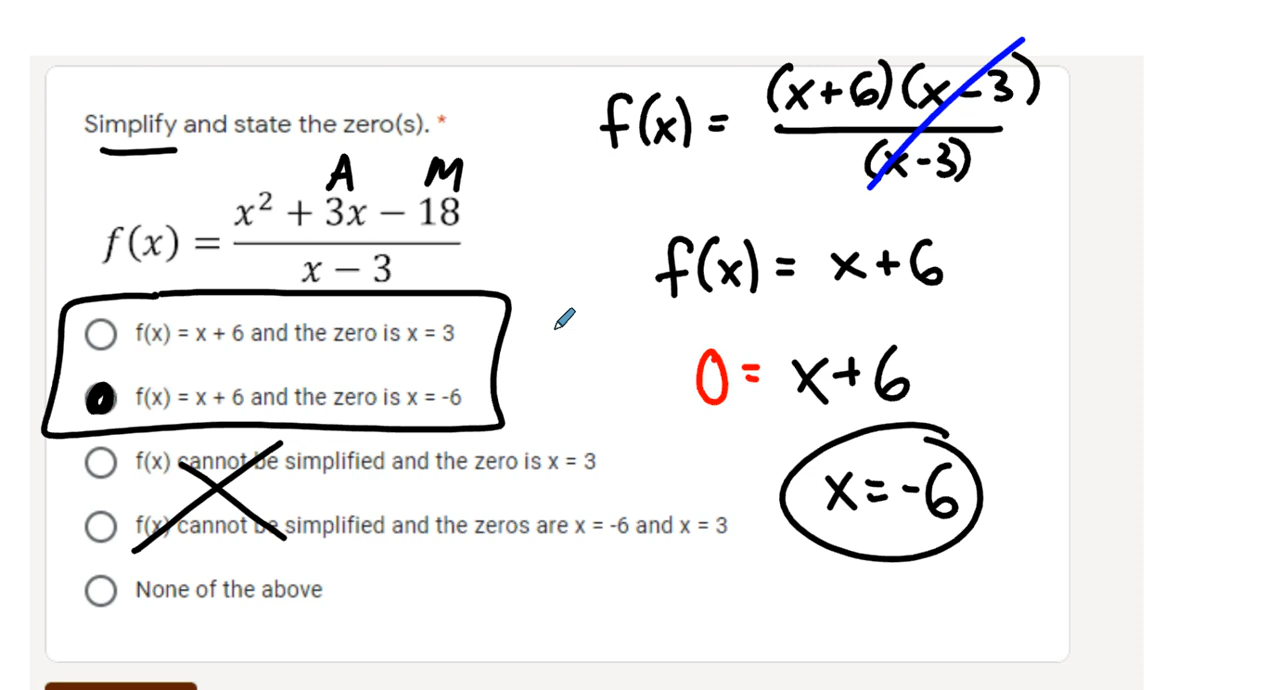 Simplify and state the zero(s). *
A M
f(x) = \frac{x² + 3x − 18}{x − 3}
f(x) = x + 6 and the zero is x = 3
f(x) = x + 6 and the zero is x = -6
f(x) cannot be simplified and the zero is x = 3
f(x) cannot be simplified and the zeros are x = -6 and x = 3
None of the above
f(x) = \frac{(x+6)(x-3)}{(x-3)}
f(x) = x+6
0 = x+6
x = -6